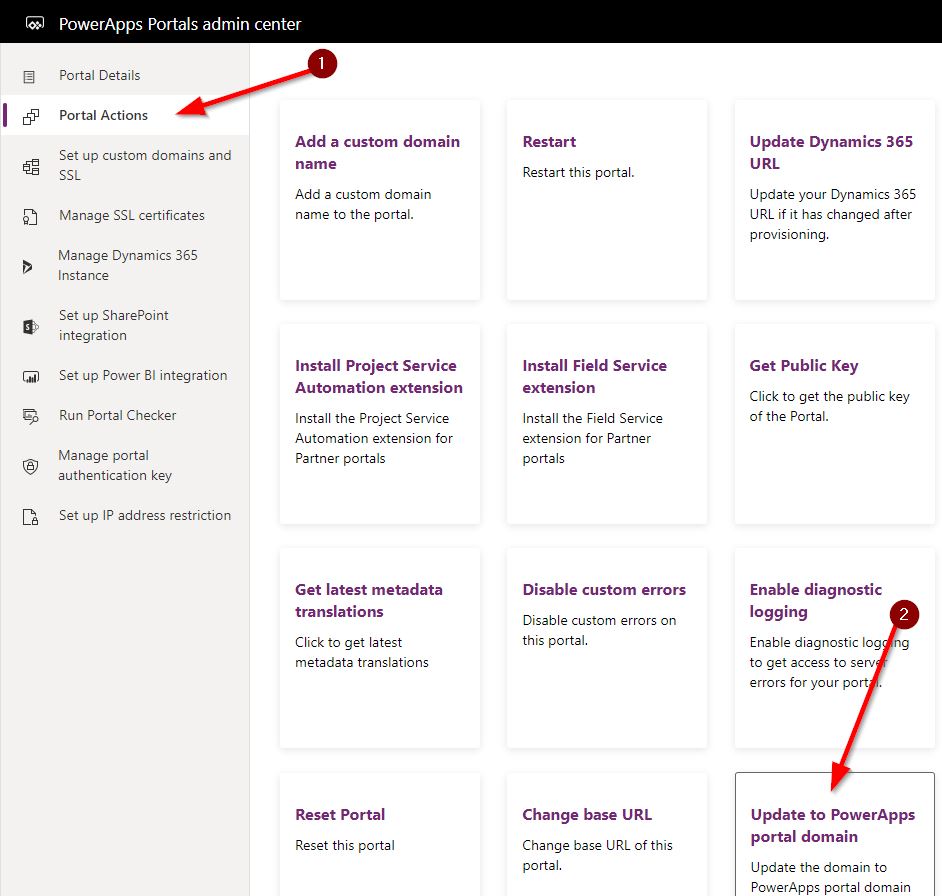 PowerApps Portals admin center
Portal Details
Portal Actions
Set up custom domains and
SSL
Manage SSL certificates
Manage Dynamics 365
Instance
Set up SharePoint
integration
Set up Power BI integration
Run Portal Checker
Manage portal
authentication key
Set up IP address restriction
1
Add a custom domain
name
Add a custom domain
name to the portal.
Restart
Restart this portal.
Update Dynamics 365
URL
Update your Dynamics 365
URL if it has changed after
provisioning.
Install Project Service
Automation extension
Install the Project Service
Automation extension for
Partner portals
Install Field Service
extension
Install the Field Service
extension for Partner
portals
Get Public Key
Click to get the public key
of the Portal.
Get latest metadata
translations
Click to get latest
metadata translations
Disable custom errors
Disable custom errors on
this portal.
Enable diagnostic
logging
2
Enable diagnostic logging
to get access to server
errors for your portal.
Reset Portal
Reset this portal
Change base URL
Change base URL of this
portal.
Update to PowerApps
portal domain
Update the domain to
PowerApps portal domain